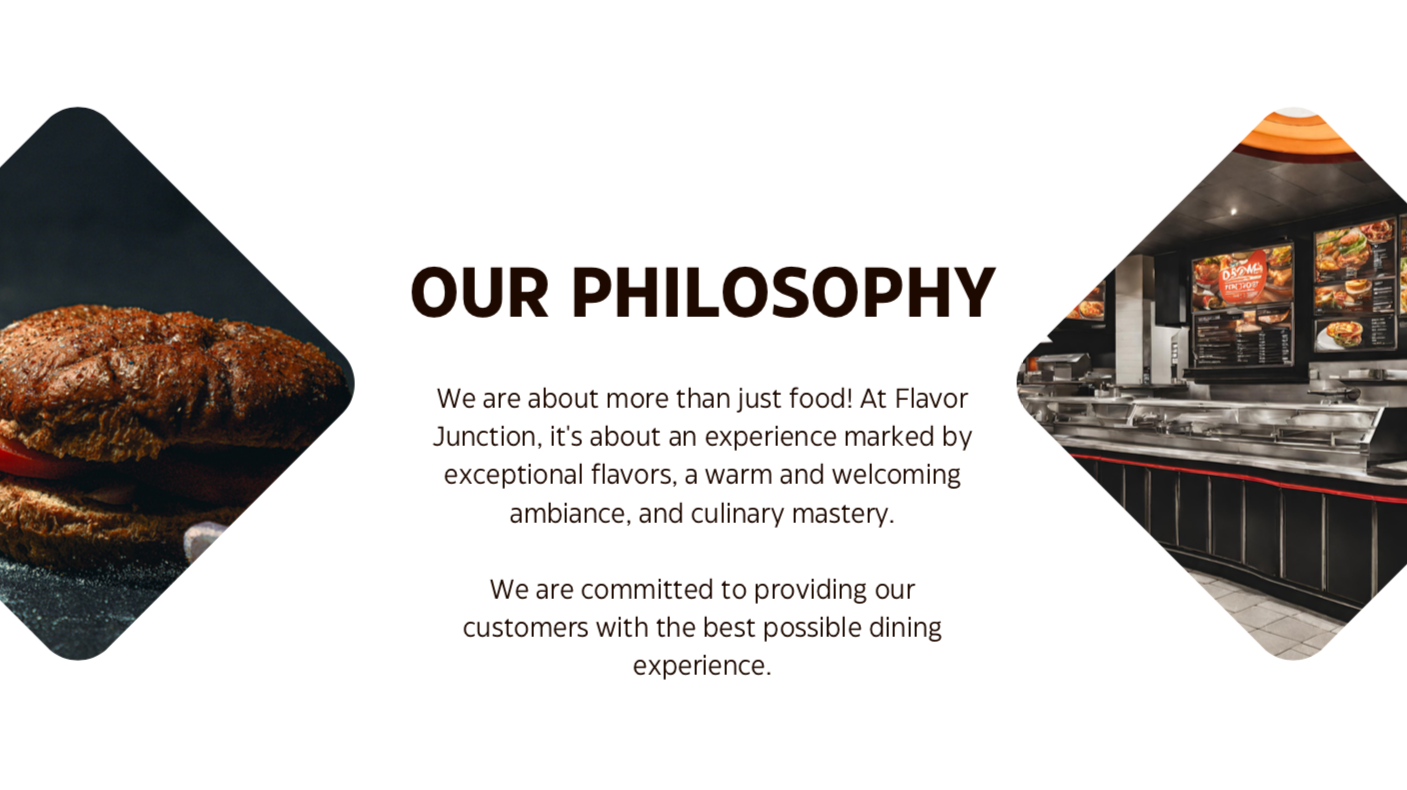 OUR PHILOSOPHY
We are about more than just food! At Flavor
Junction, it's about an experience marked by
exceptional flavors, a warm and welcoming
ambiance, and culinary mastery.
We are committed to providing our
customers with the best possible dining
experience.